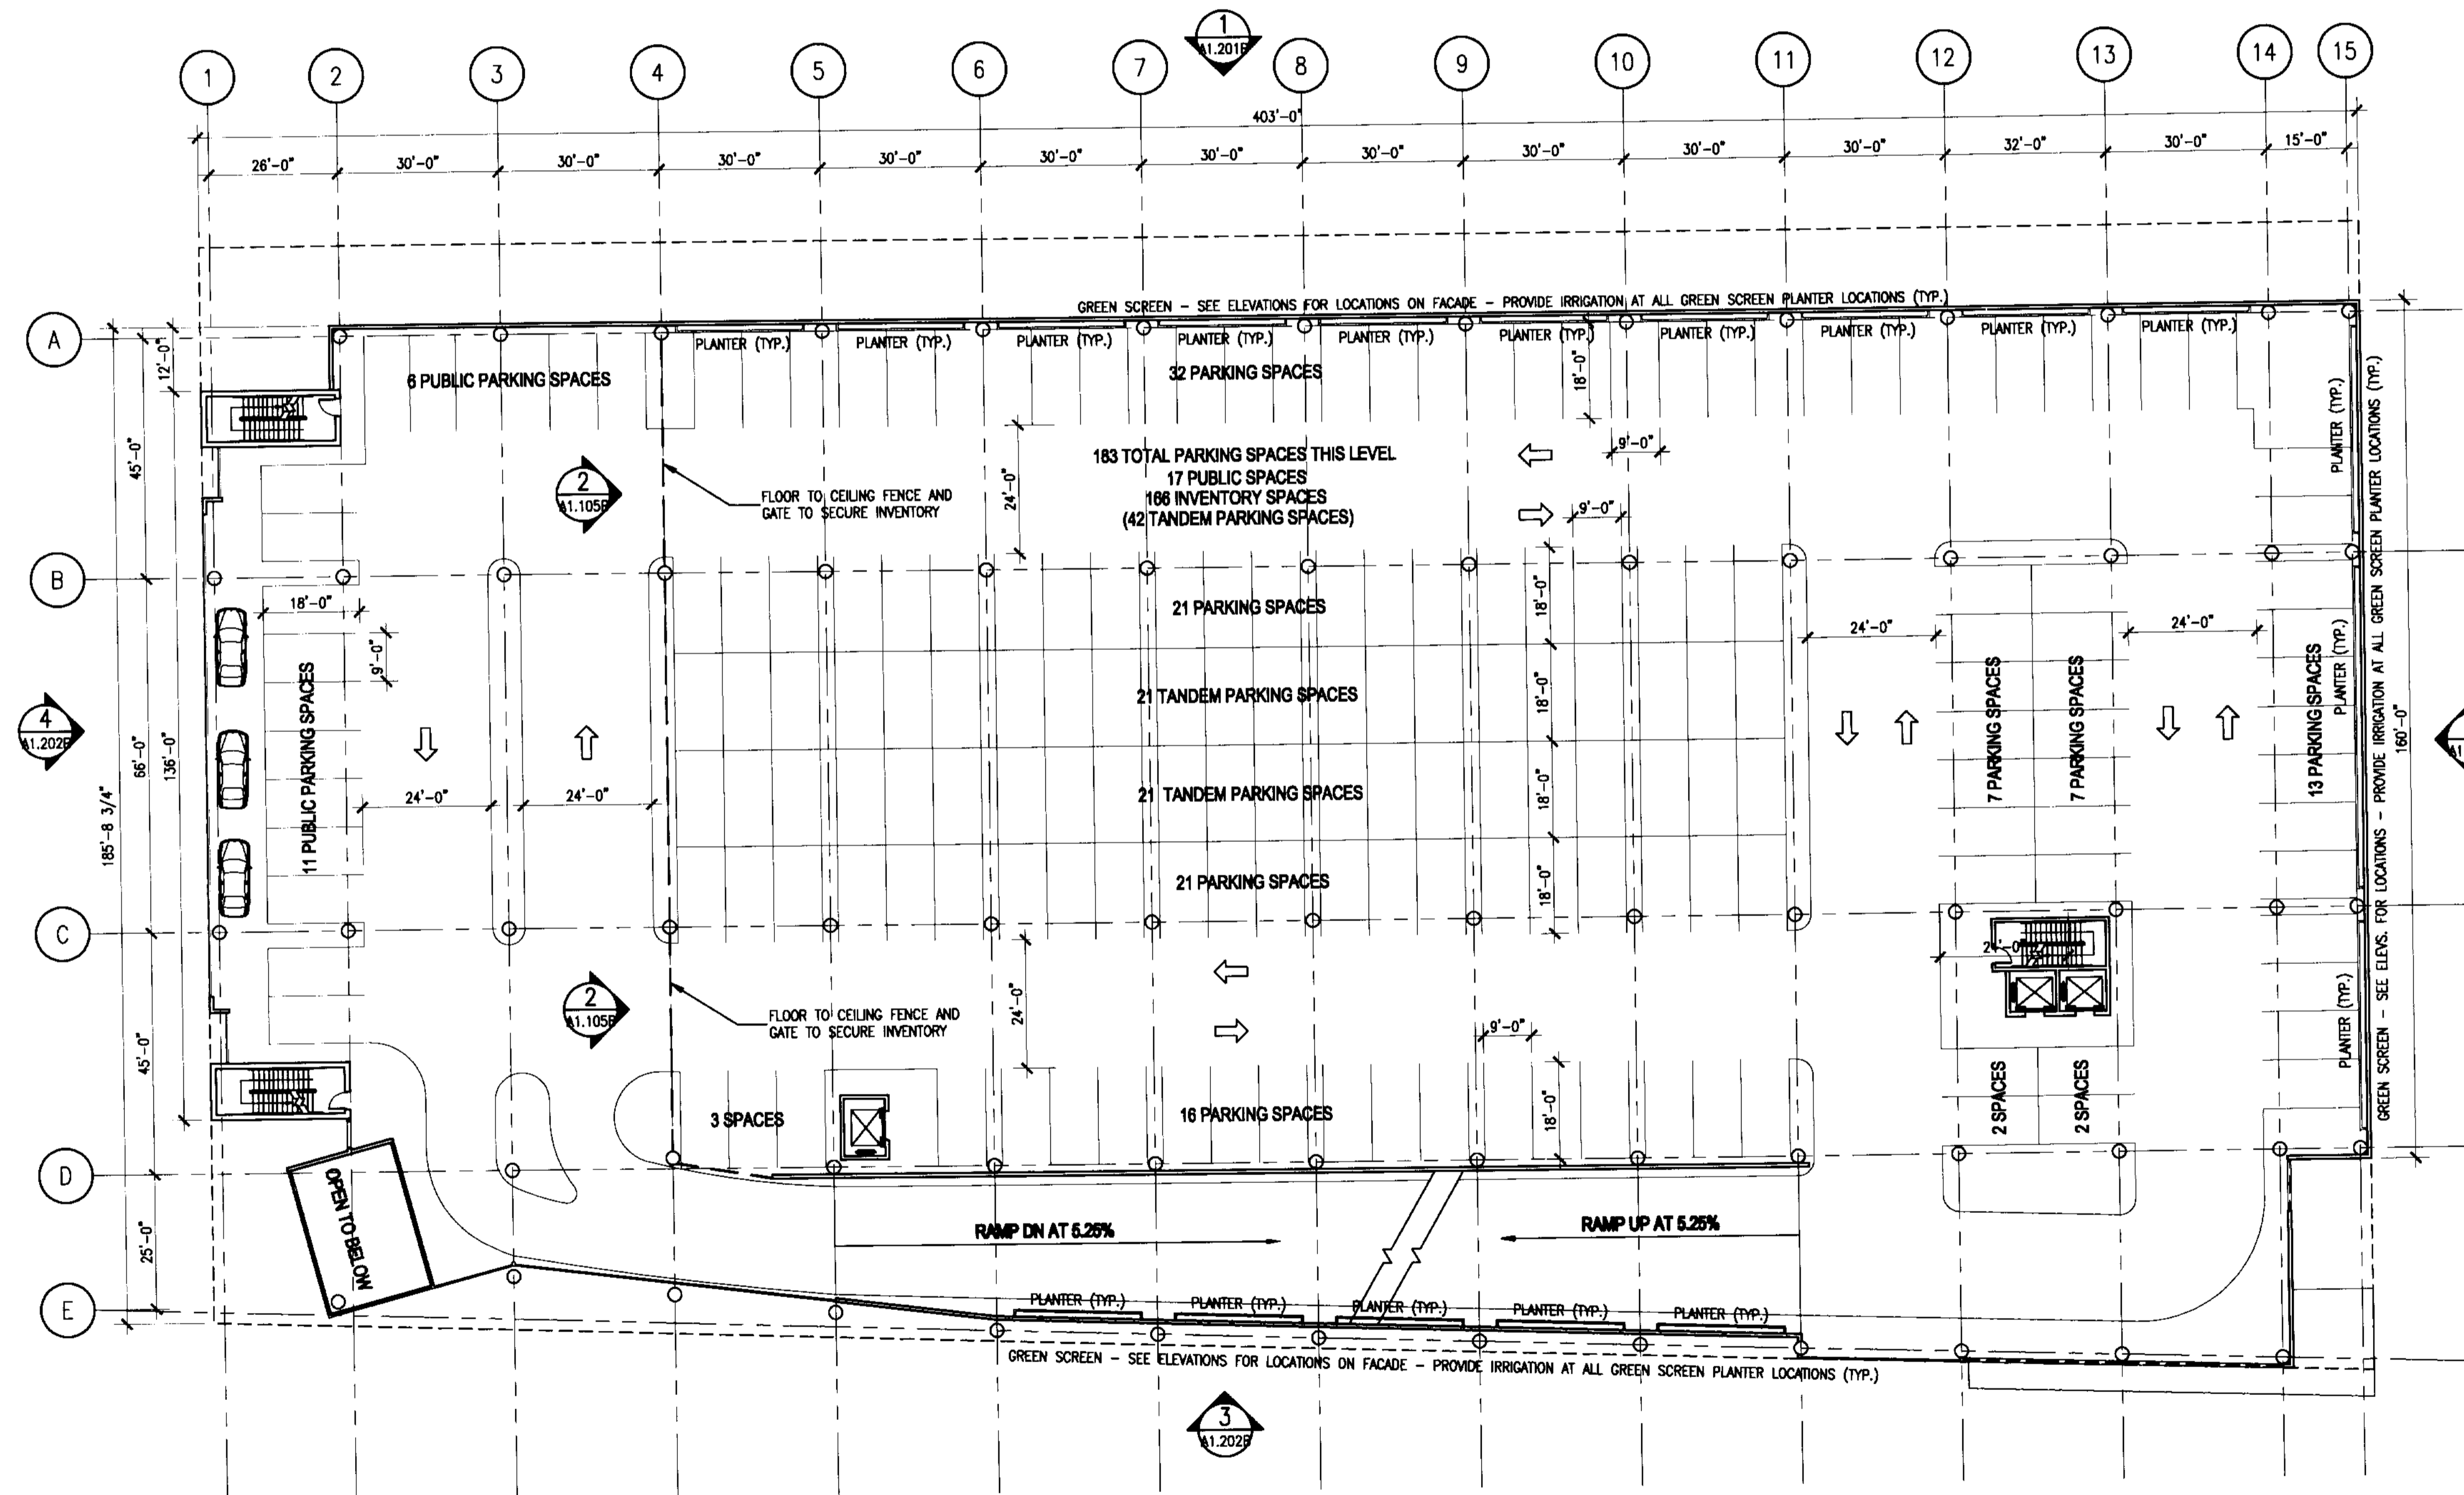 1
A1.201B
1 2 3 4 5 6 7 8 9 10 11 12 13 14 15
403'-0"
26'-0" 30'-0" 30'-0" 30'-0" 30'-0" 30'-0" 30'-0" 30'-0" 30'-0" 30'-0" 30'-0" 32'-0" 30'-0" 15'-0"
GREEN SCREEN - SEE ELEVATIONS FOR LOCATIONS ON FACADE - PROVIDE IRRIGATION AT ALL GREEN SCREEN PLANTER LOCATIONS (TYP.)
A
12'-0"
PLANTER (TYP.) PLANTER (TYP.) PLANTER (TYP.) PLANTER (TYP.) PLANTER (TYP.) PLANTER (TYP.) PLANTER (TYP.) PLANTER (TYP.) PLANTER (TYP.) PLANTER (TYP.)
6 PUBLIC PARKING SPACES
32 PARKING SPACES
18'-0"
PLANTER (TYP.)
45'-0"
183 TOTAL PARKING SPACES THIS LEVEL
17 PUBLIC SPACES
166 INVENTORY SPACES
(42 TANDEM PARKING SPACES)
9'-0"
9'-0"
24'-0"
2
A1.105B
FLOOR TO CEILING FENCE AND
GATE TO SECURE INVENTORY
B
18'-0"
9'-0"
11 PUBLIC PARKING SPACES
21 PARKING SPACES
18'-0"
21 TANDEM PARKING SPACES
18'-0"
21 TANDEM PARKING SPACES
18'-0"
21 PARKING SPACES
18'-0"
24'-0" 24'-0"
24'-0" 24'-0"
7 PARKING SPACES
7 PARKING SPACES
13 PARKING SPACES
PLANTER (TYP.)
160'-0"
GREEN SCREEN - SEE ELEVS. FOR LOCATIONS - PROVIDE IRRIGATION AT ALL GREEN SCREEN PLANTER LOCATIONS (TYP.)
4
A1.202B
185'-8 3/4"
66'-0"
136'-0"
C
24'-0"
2
A1.105B
FLOOR TO CEILING FENCE AND
GATE TO SECURE INVENTORY
24'-0"
9'-0"
PLANTER (TYP.)
45'-0"
3 SPACES
16 PARKING SPACES
18'-0"
2 SPACES
2 SPACES
D
OPEN TO BELOW
25'-0"
RAMP DN AT 5.25%
RAMP UP AT 5.25%
E
PLANTER (TYP.) PLANTER (TYP.) PLANTER (TYP.) PLANTER (TYP.) PLANTER (TYP.)
GREEN SCREEN - SEE ELEVATIONS FOR LOCATIONS ON FACADE - PROVIDE IRRIGATION AT ALL GREEN SCREEN PLANTER LOCATIONS (TYP.)
3
A1.202B